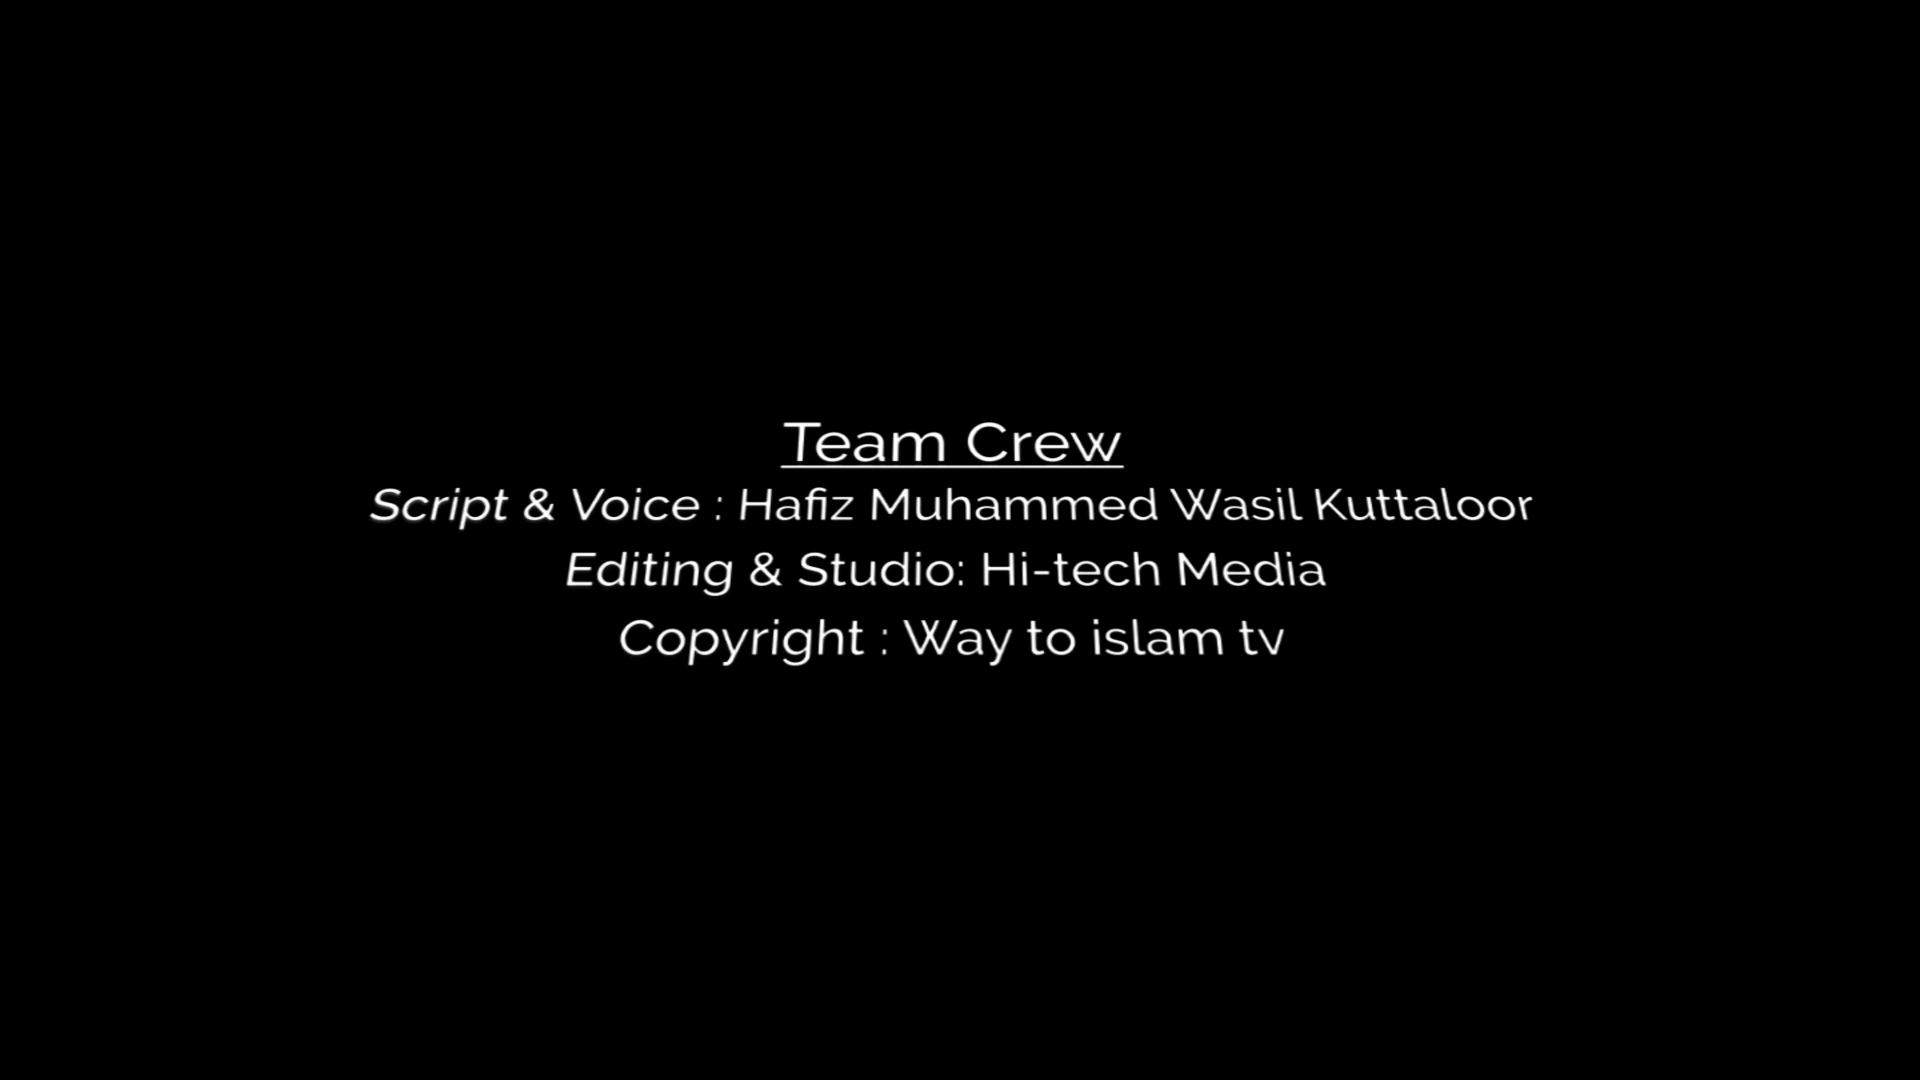 Team Crew
Script & Voice : Hafiz Muhammed Wasil Kuttaloor
Editing & Studio: Hi-tech Media
Copyright : Way to islam tv